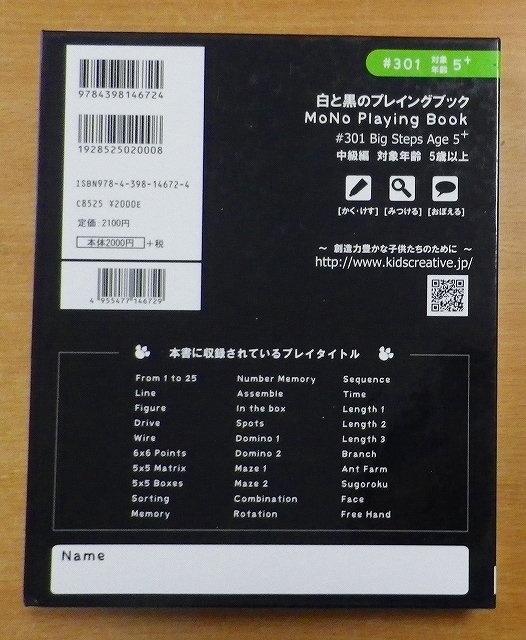 9784398146724
1928525020008
ISBN978-4-398-14672-4
C8525 ¥2000E
定価:2100円
本体2000円 +税
4 955477 146729
#301 対象年齢 5+
白と黒のプレイングブック
MoNo Playing Book
#301 Big Steps Age 5+
中級編 対象年齢 5歳以上
[かく・けす] [みつける] [おぼえる]
~ 創造力豊かな子供たちのために ~
http://www.kidscreative.jp/
本書に収録されているプレイタイトル
From 1 to 25
Line
Figure
Drive
Wire
6x6 Points
5x5 Matrix
5x5 Boxes
Sorting
Memory
Number Memory
Assemble
In the box
Spots
Domino 1
Domino 2
Maze 1
Maze 2
Combination
Rotation
Sequence
Time
Length 1
Length 2
Length 3
Branch
Ant Farm
Sugoroku
Face
Free Hand
Name